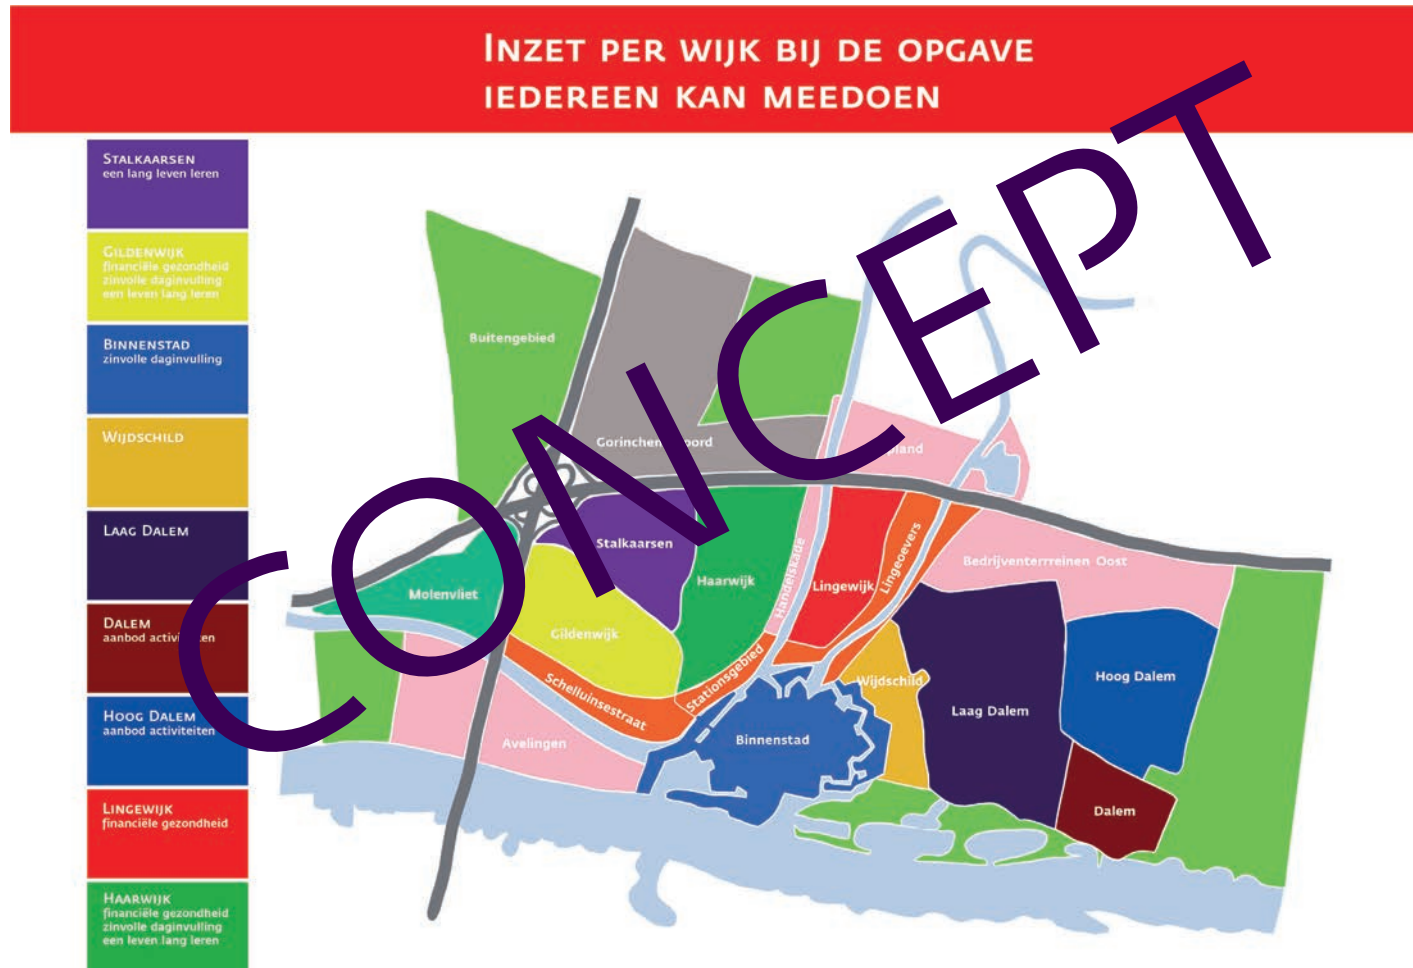 INZET PER WIJK BIJ DE OPGAVE
IEDEREEN KAN MEEDOEN
STALKAARSEN
een lang leven leren
GILDENWIJK
financiële gezondheid
zinvolle daginvulling
een leven lang leren
BINNENSTAD
zinvolle daginvulling
WIJDSCHILD
LAAG DALEM
DALEM
aanbod activiteiten
HOOG DALEM
aanbod activiteiten
LINGEWIJK
financiële gezondheid
HAARWIJK
financiële gezondheid
zinvolle daginvulling
een leven lang leren
CONCEPT
Buitengebied
Stalkaarsen
Haarwijk
Handelskade
Lingewijk
Lingeoevers
Bedrijventerrreinen Oost
Molenvliet
Gildenwijk
Schelluinsestraat
Stationsgebied
Wijdschild
Laag Dalem
Hoog Dalem
Avelingen
Binnenstad
Dalem